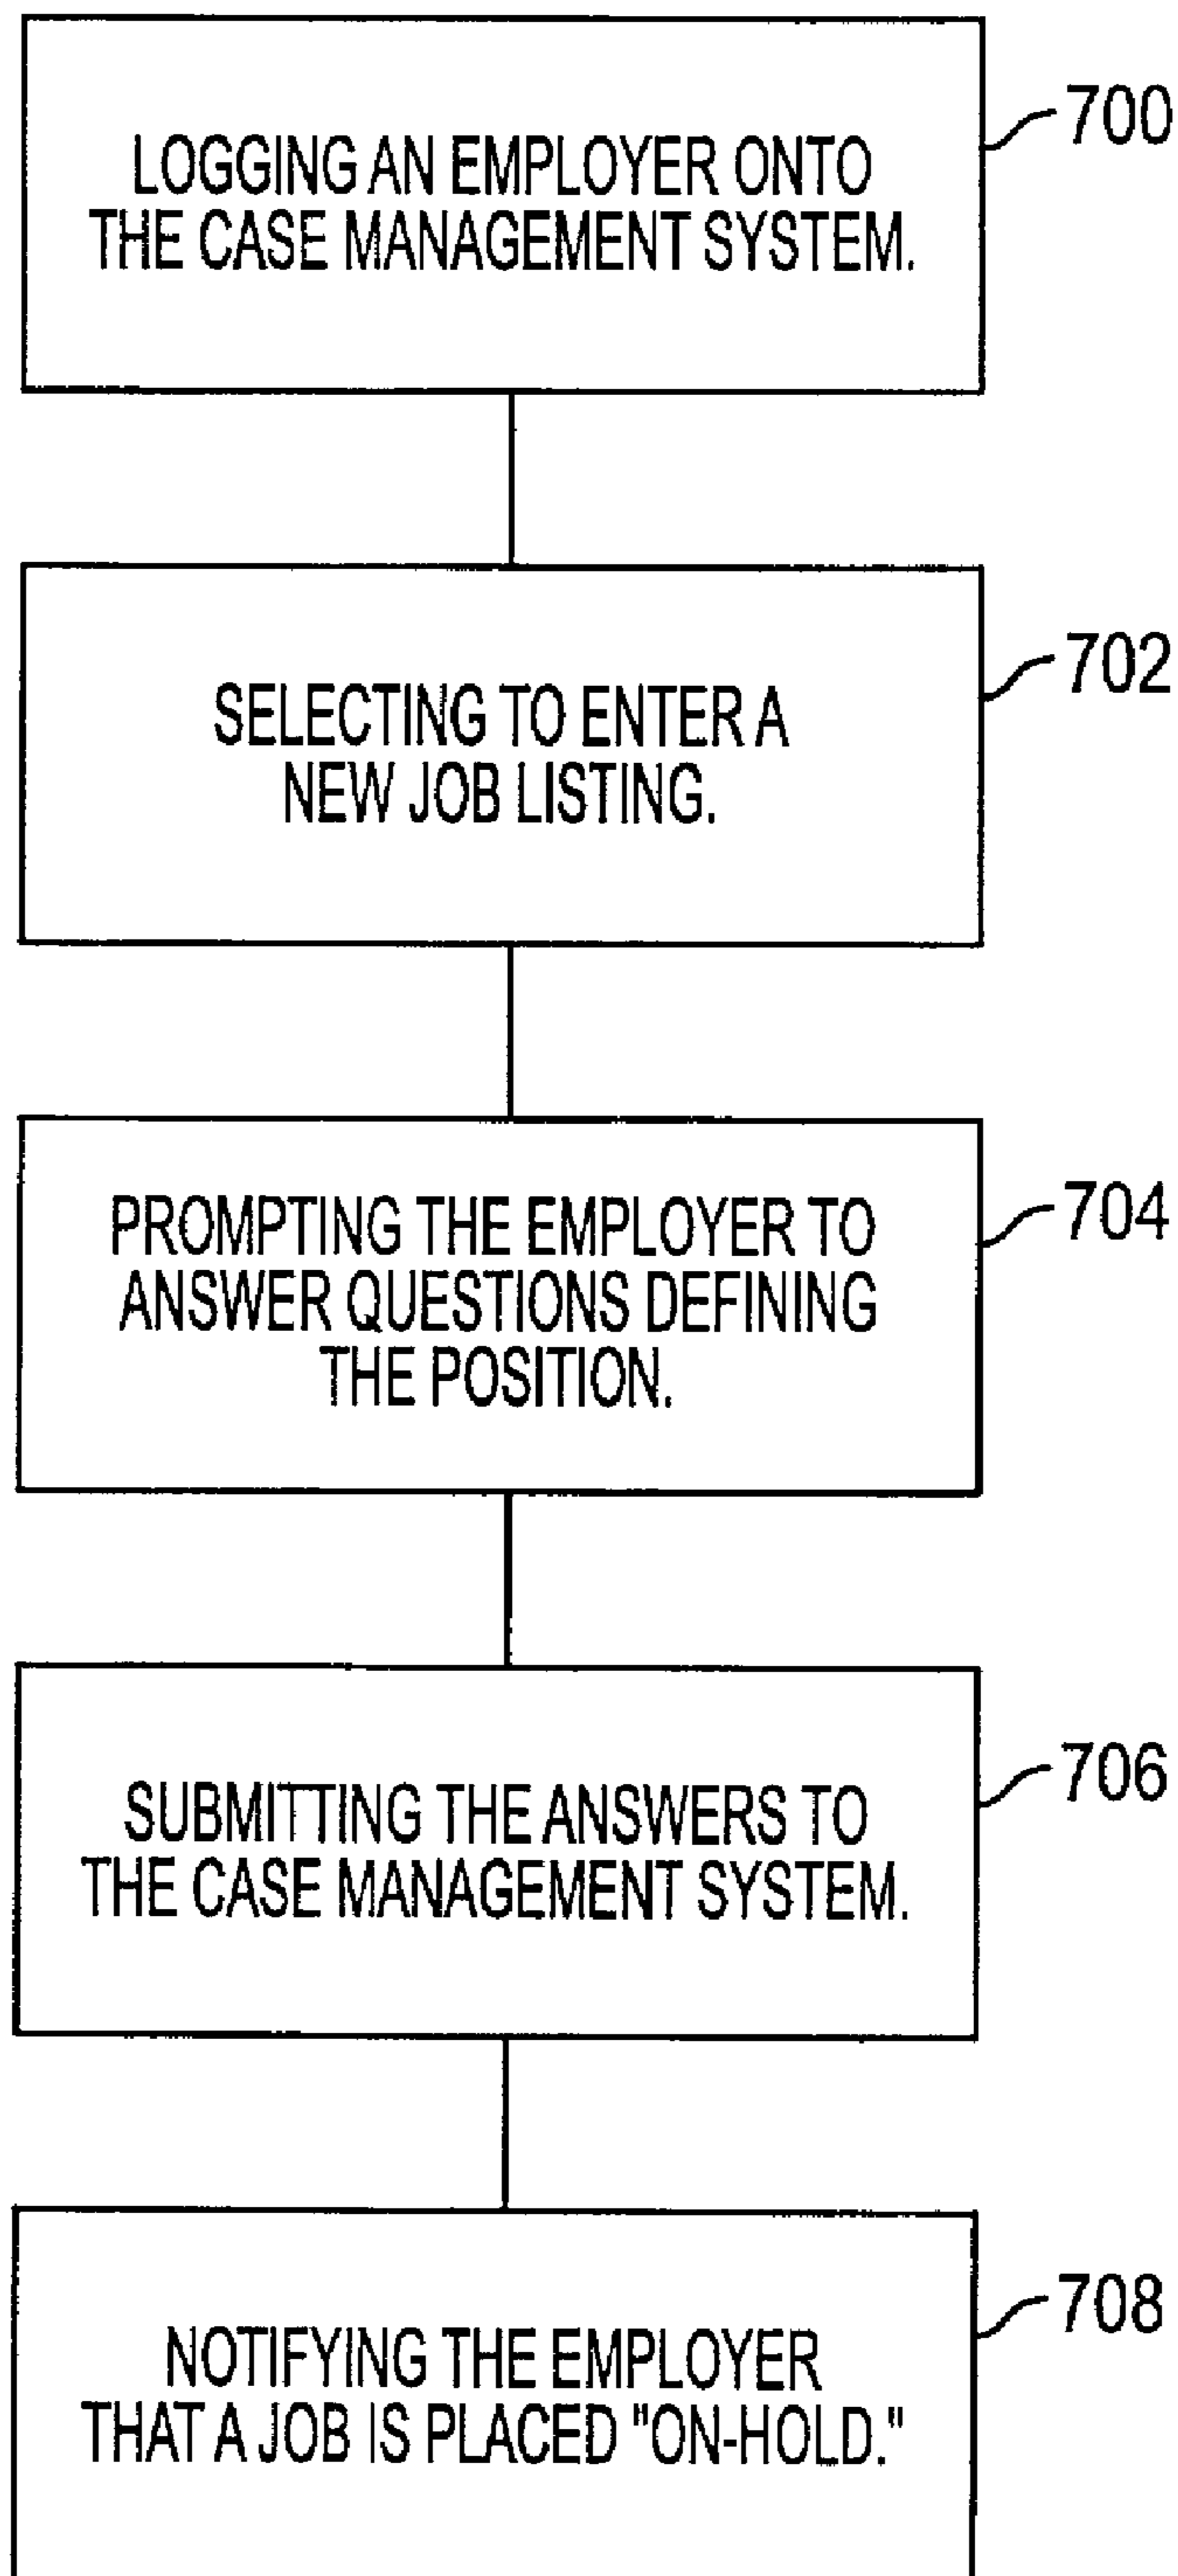 LOGGING AN EMPLOYER ONTO
THE CASE MANAGEMENT SYSTEM.
700
SELECTING TO ENTER A
NEW JOB LISTING.
702
PROMPTING THE EMPLOYER TO
ANSWER QUESTIONS DEFINING
THE POSITION.
704
SUBMITTING THE ANSWERS TO
THE CASE MANAGEMENT SYSTEM.
706
NOTIFYING THE EMPLOYER
THAT A JOB IS PLACED "ON-HOLD."
708